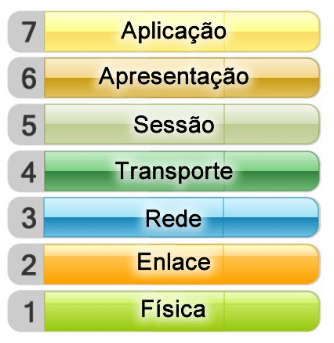 7 Aplicação
6 Apresentação
5 Sessão
4 Transporte
3 Rede
2 Enlace
1 Física